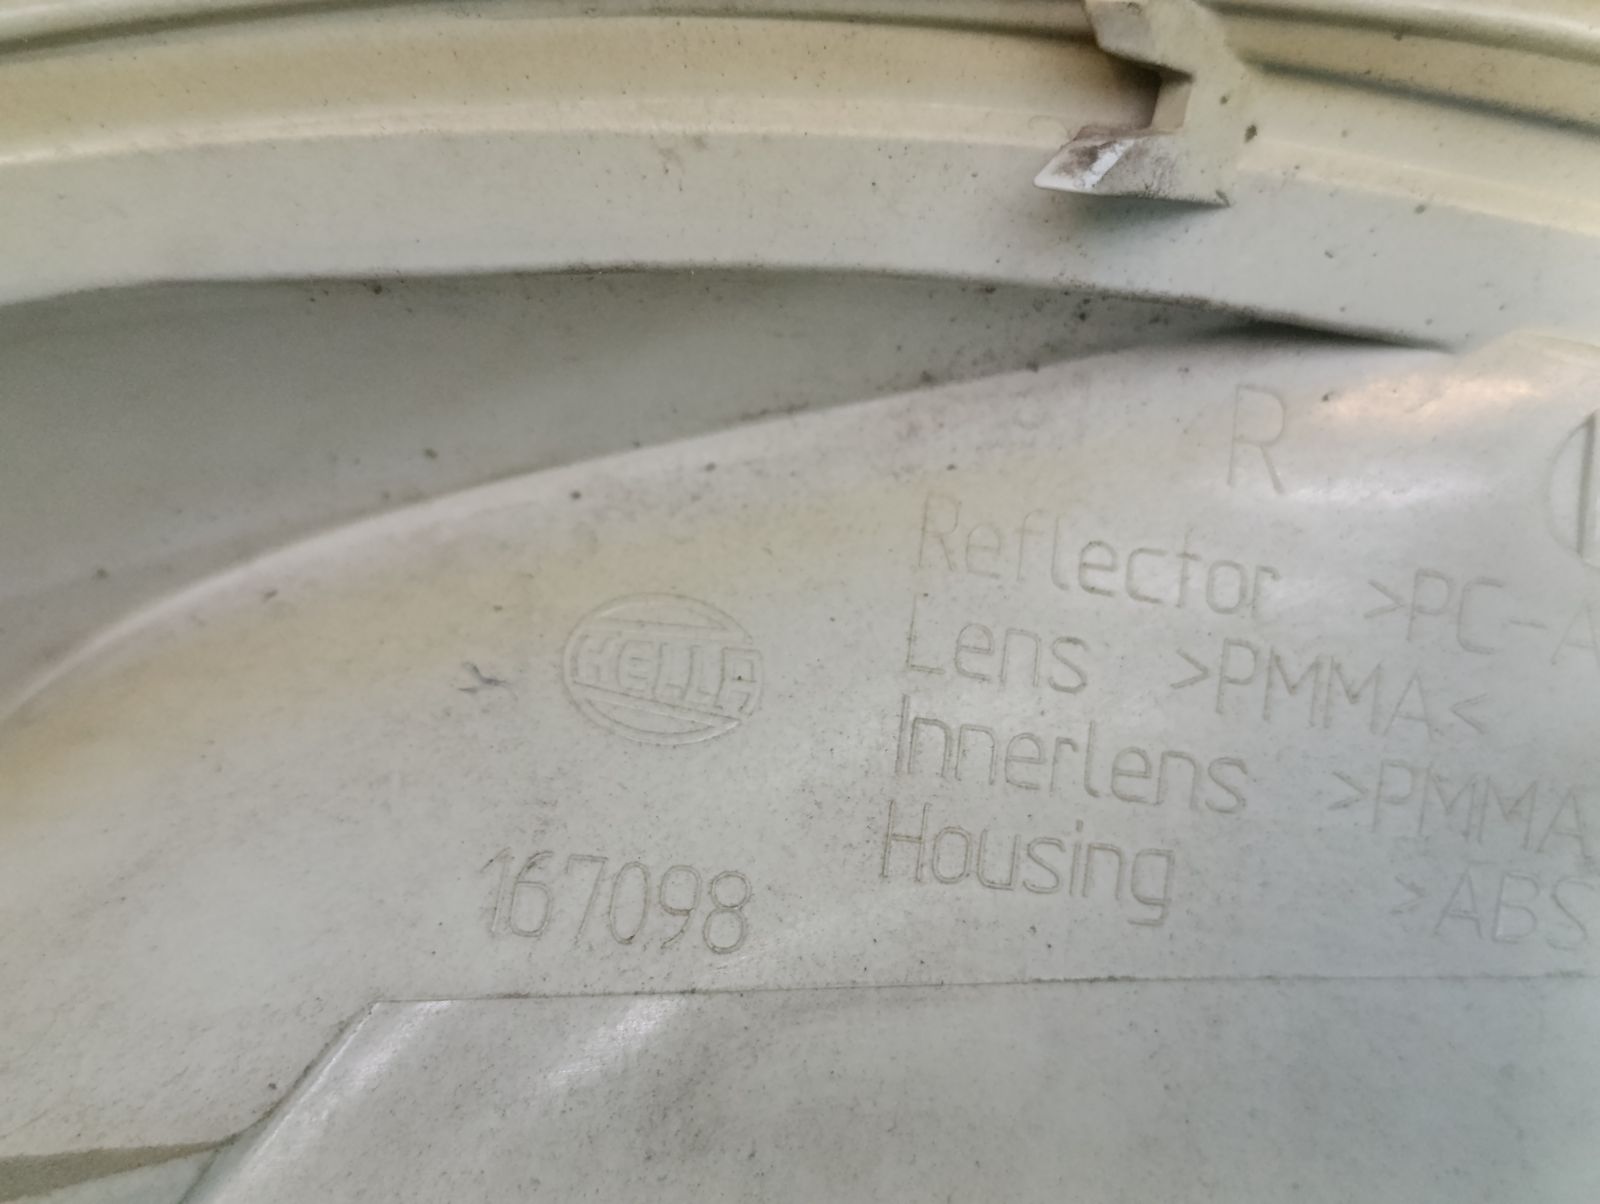 R
Reflector >PC-A
Lens >PMMA<
Innerlens >PMMA
Housing >ABS
HELLA
167098